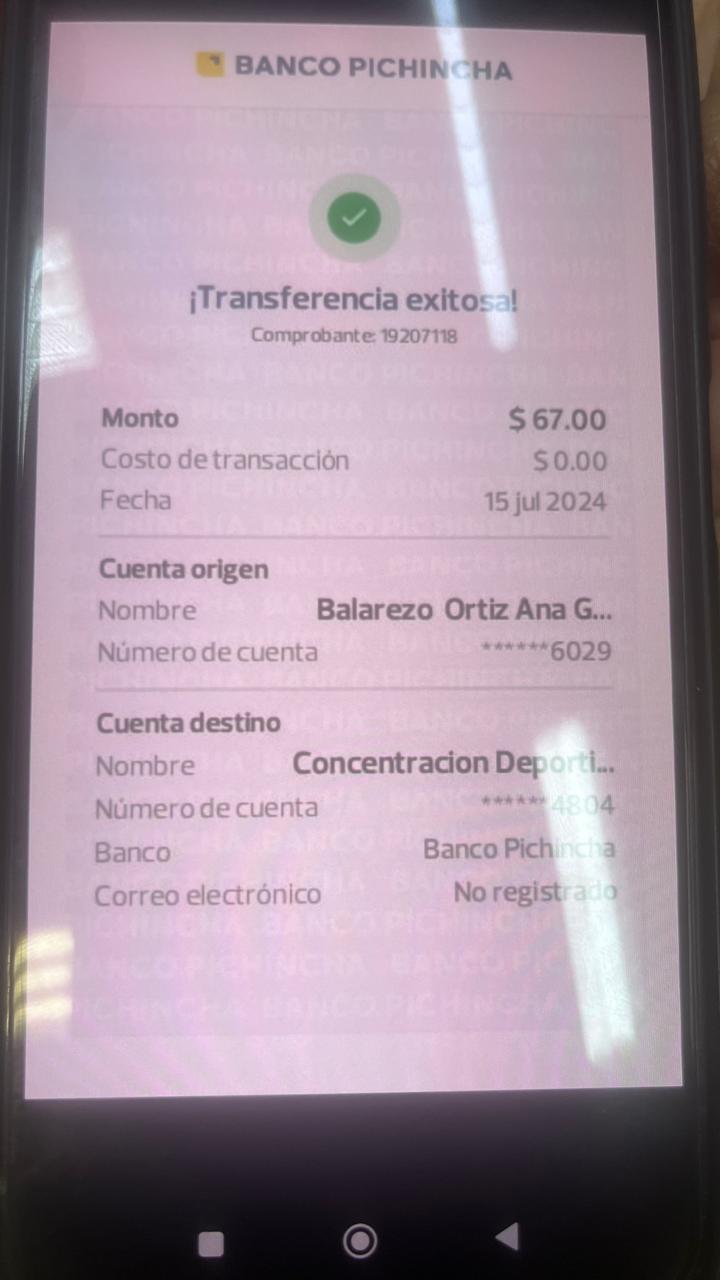 BANCO PICHINCHA
¡Transferencia exitosa!
Comprobante: 19207118
Monto $ 67.00
Costo de transacción $ 0.00
Fecha 15 jul 2024
Cuenta origen
Nombre Balarezo Ortiz Ana G...
Número de cuenta ******6029
Cuenta destino
Nombre Concentracion Deporti...
Número de cuenta ******4804
Banco Banco Pichincha
Correo electrónico No registrado